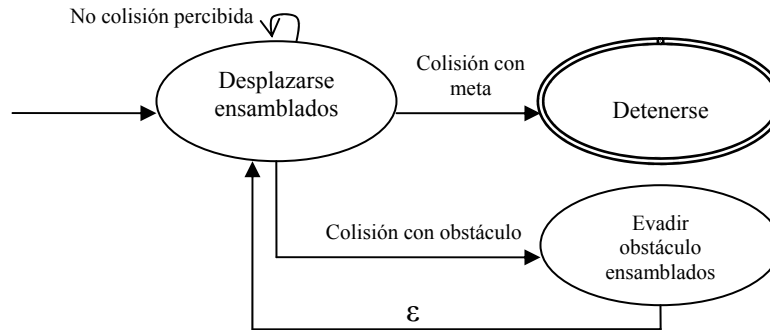 No colisión percibida
Desplazarse
ensamblados
Colisión con
meta
Detenerse
Colisión con obstáculo
Evadir
obstáculo
ensamblados
ε